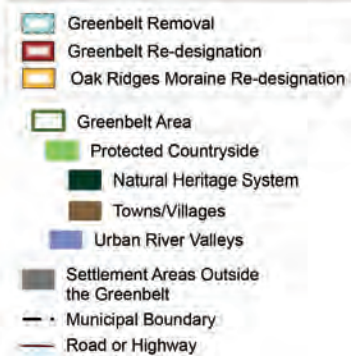 Greenbelt Removal
Greenbelt Re-designation
Oak Ridges Moraine Re-designation
Greenbelt Area
Protected Countryside
Natural Heritage System
Towns/Villages
Urban River Valleys
Settlement Areas Outside
the Greenbelt
Municipal Boundary
Road or Highway